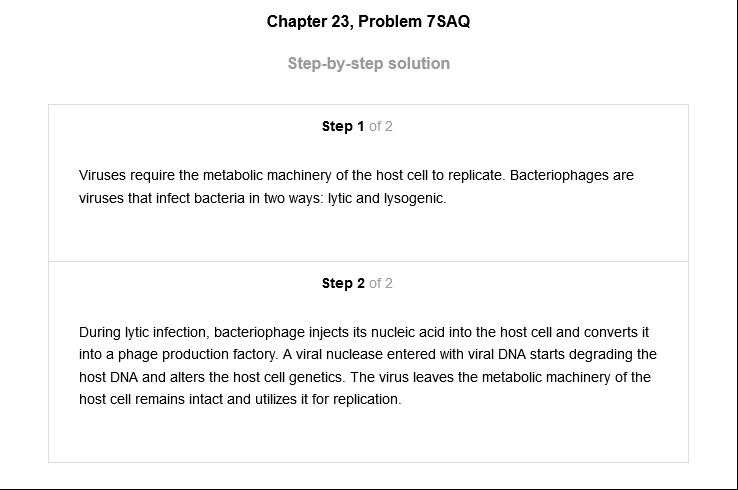 Chapter 23, Problem 7SAQ
Step-by-step solution
Step 1 of 2
Viruses require the metabolic machinery of the host cell to replicate. Bacteriophages are
viruses that infect bacteria in two ways: lytic and lysogenic.
Step 2 of 2
During lytic infection, bacteriophage injects its nucleic acid into the host cell and converts it
into a phage production factory. A viral nuclease entered with viral DNA starts degrading the
host DNA and alters the host cell genetics. The virus leaves the metabolic machinery of the
host cell remains intact and utilizes it for replication.